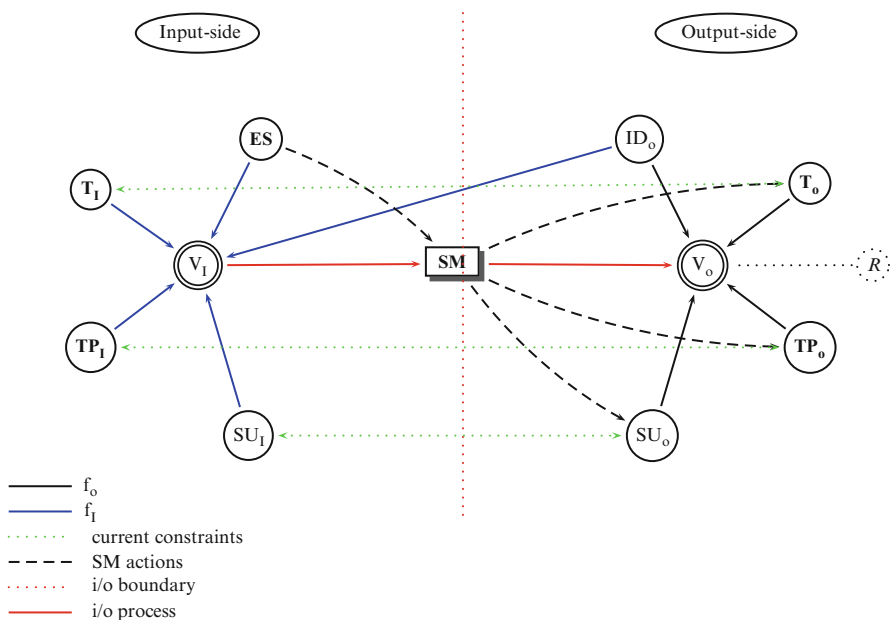 Input-side
Output-side
ES
ID_o
T_I
T_o
V_I
SM
V_o
R
TP_I
TP_o
SU_I
SU_o
f_o
f_I
current constraints
SM actions
i/o boundary
i/o process